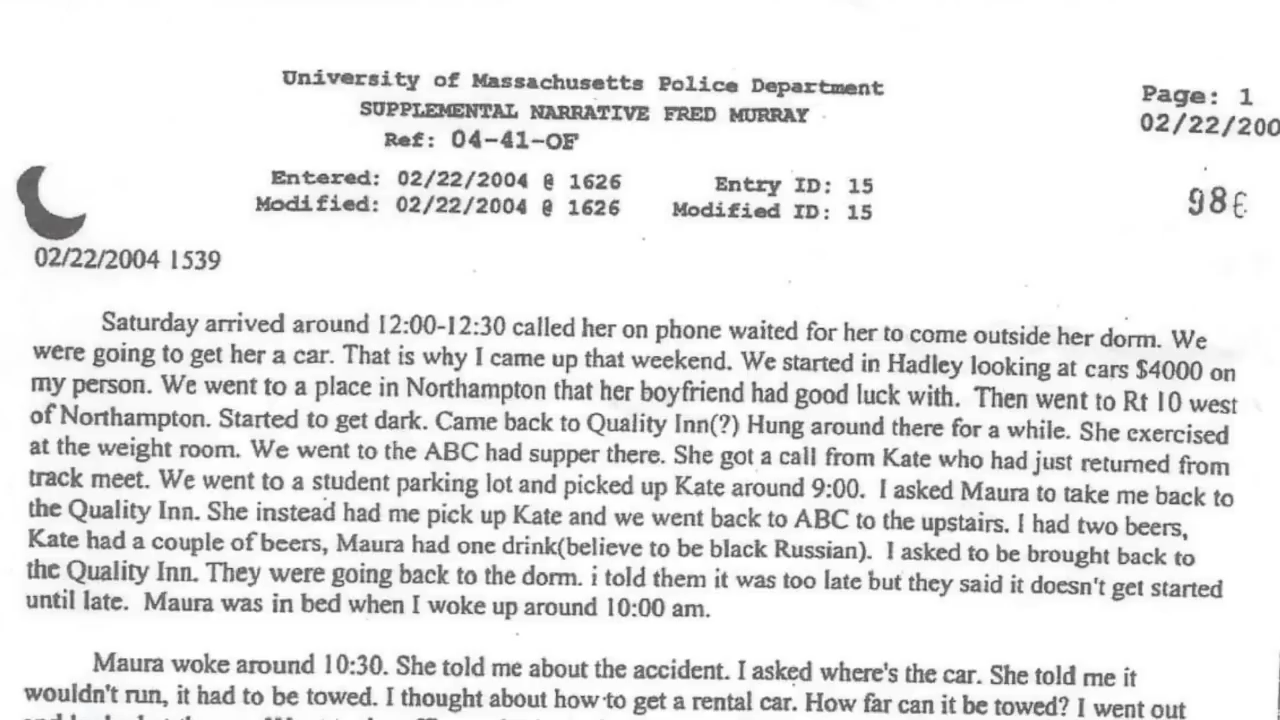 University of Massachusetts Police Department
SUPPLEMENTAL NARRATIVE FRED MURRAY
Ref: 04-41-OF
Page: 1
02/22/200
Entered: 02/22/2004 @ 1626 Entry ID: 15
Modified: 02/22/2004 @ 1626 Modified ID: 15
98
02/22/2004 1539
Saturday arrived around 12:00-12:30 called her on phone waited for her to come outside her dorm. We
were going to get her a car. That is why I came up that weekend. We started in Hadley looking at cars $4000 on
my person. We went to a place in Northampton that her boyfriend had good luck with. Then went to Rt 10 west
of Northampton. Started to get dark. Came back to Quality Inn(?) Hung around there for a while. She exercised
at the weight room. We went to the ABC had supper there. She got a call from Kate who had just returned from
track meet. We went to a student parking lot and picked up Kate around 9:00. I asked Maura to take me back to
the Quality Inn. She instead had me pick up Kate and we went back to ABC to the upstairs. I had two beers,
Kate had a couple of beers, Maura had one drink(believe to be black Russian). I asked to be brought back to
the Quality Inn. They were going back to the dorm. i told them it was too late but they said it doesn't get started
until late. Maura was in bed when I woke up around 10:00 am.
Maura woke around 10:30. She told me about the accident. I asked where's the car. She told me it
wouldn't run, it had to be towed. I thought about how to get a rental car. How far can it be towed? I went out